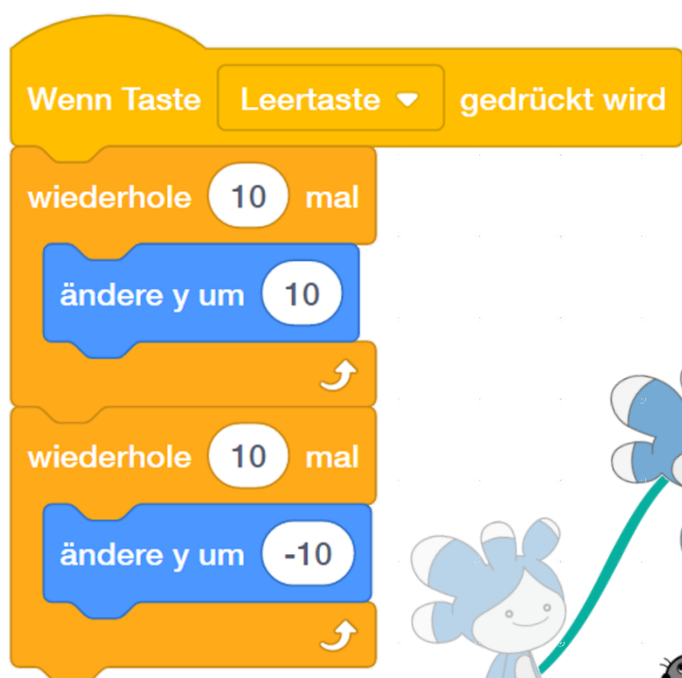 Wenn Taste Leertaste gedrückt wird
wiederhole 10 mal
ändere y um 10
wiederhole 10 mal
ändere y um -10